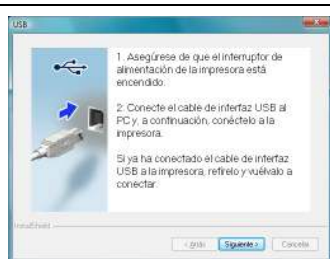 USB
1. Asegúrese de que el interruptor de
alimentación de la impresora está
encendido.
2. Conecte el cable de interfaz USB al
PC y, a continuación, conéctelo a la
impresora.
Si ya ha conectado el cable de interfaz
USB a la impresora, retírelo y vuélvalo a
conectar.
InstallShield
< Atrás Siguiente > Cancelar